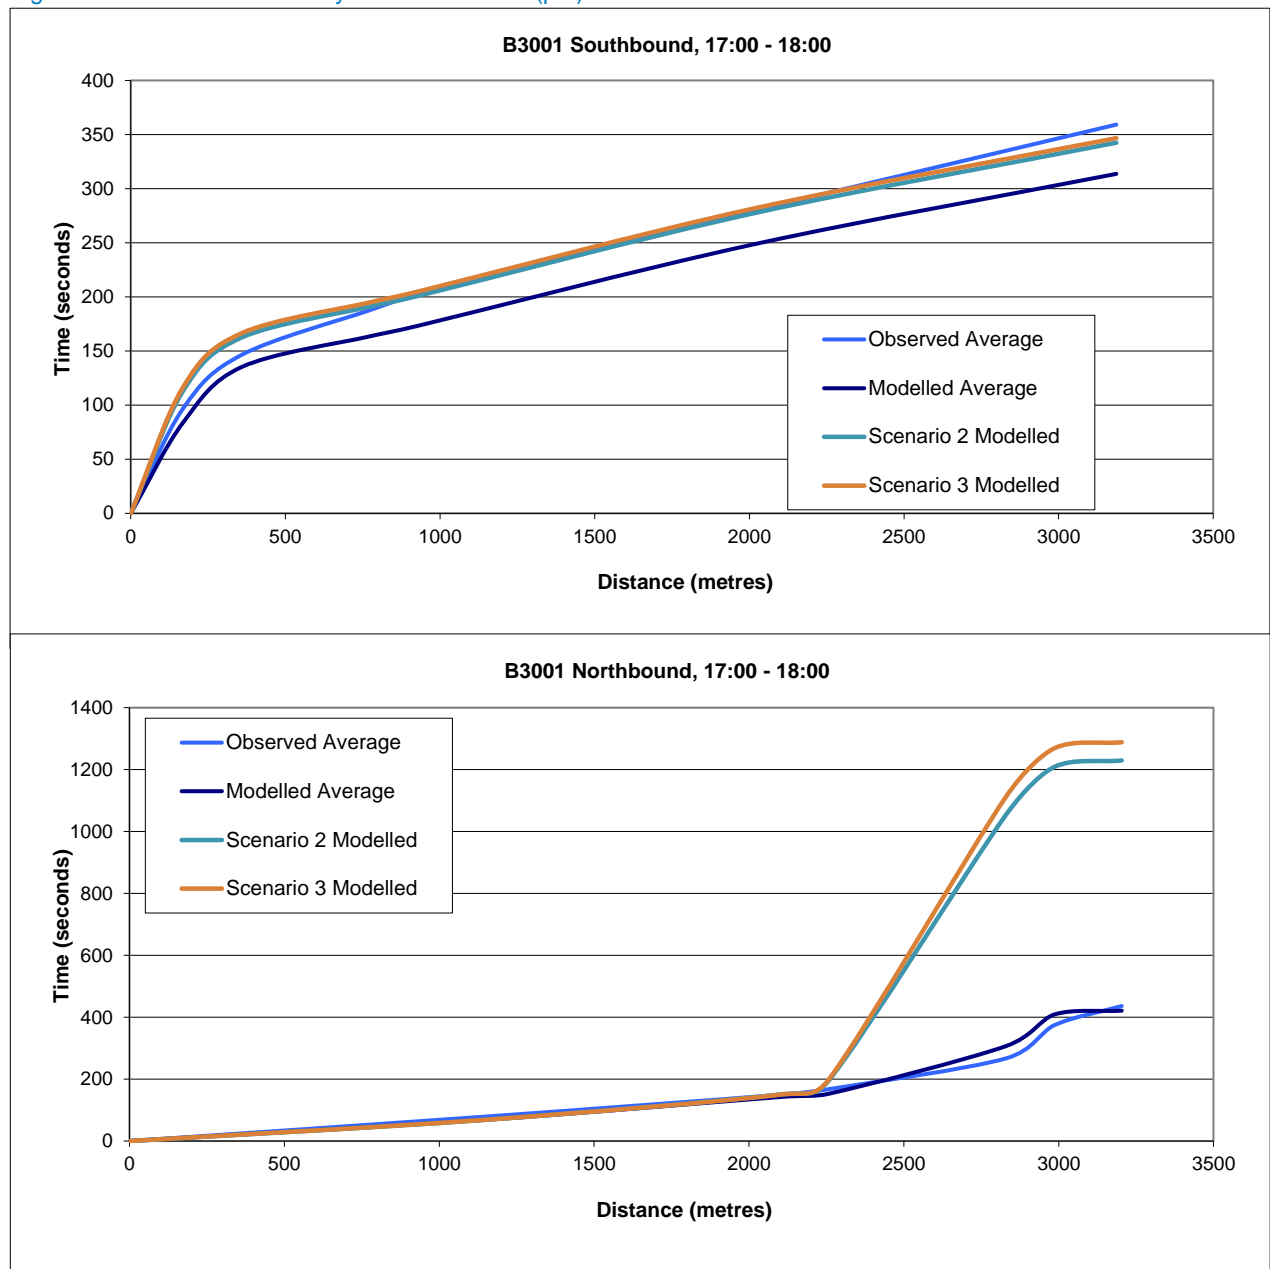 B3001 Southbound, 17:00 - 18:00
400
350
300
250
200
150
100
50
0
Time (seconds)
Observed Average
Modelled Average
Scenario 2 Modelled
Scenario 3 Modelled
0 500 1000 1500 2000 2500 3000 3500
Distance (metres)
B3001 Northbound, 17:00 - 18:00
1400
1200
1000
800
600
400
200
0
Time (seconds)
Observed Average
Modelled Average
Scenario 2 Modelled
Scenario 3 Modelled
0 500 1000 1500 2000 2500 3000 3500
Distance (metres)